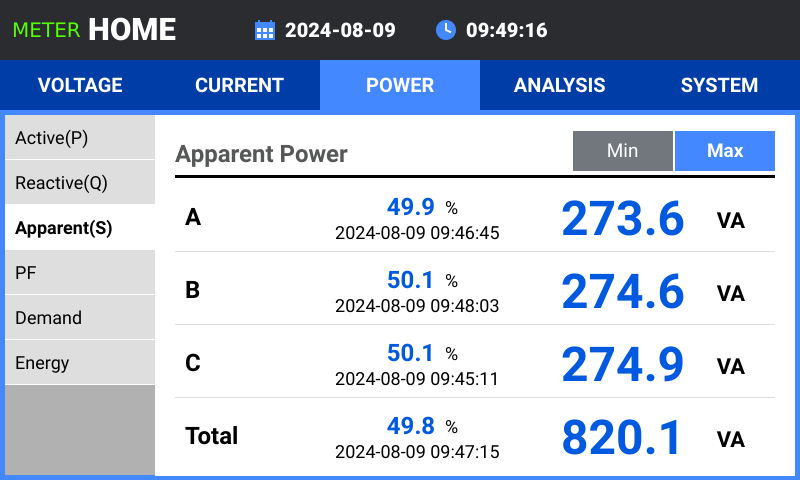 METER HOME 2024-08-09 09:49:16
VOLTAGE CURRENT POWER ANALYSIS SYSTEM
Active(P)
Reactive(Q)
Apparent(S)
PF
Demand
Energy
Apparent Power Min Max
A 49.9 % 2024-08-09 09:46:45 273.6 VA
B 50.1 % 2024-08-09 09:48:03 274.6 VA
C 50.1 % 2024-08-09 09:45:11 274.9 VA
Total 49.8 % 2024-08-09 09:47:15 820.1 VA